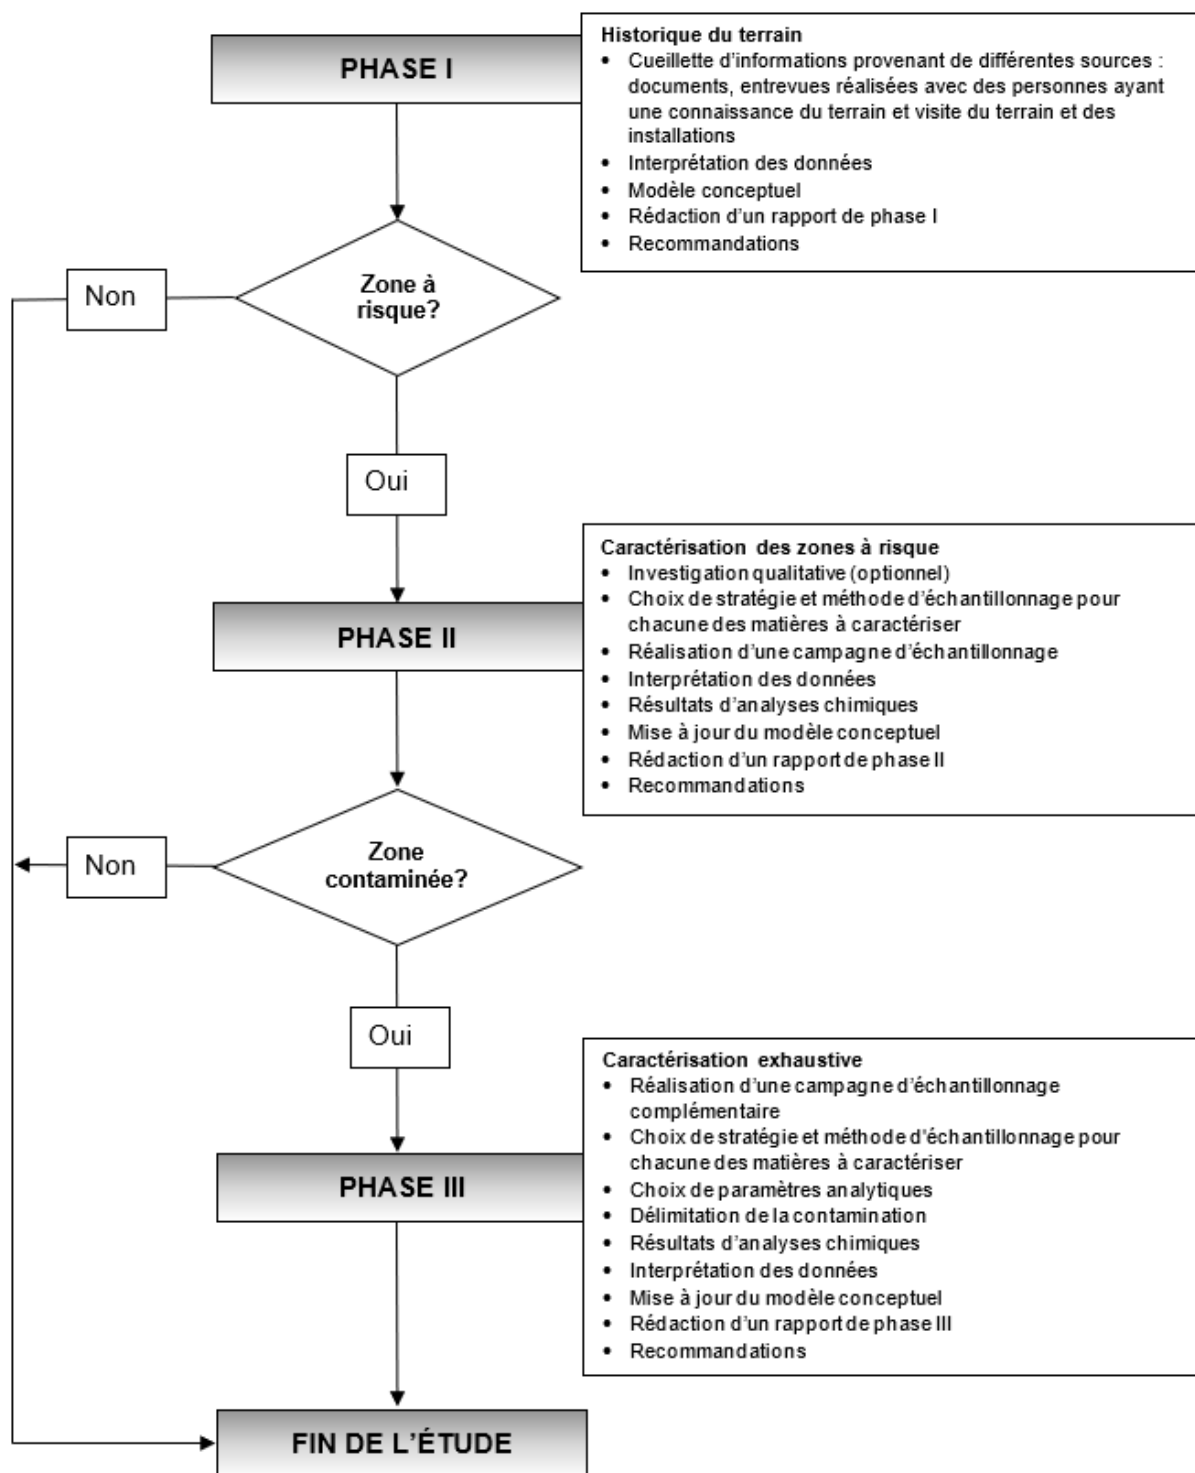 PHASE I
Historique du terrain
• Cueillette d'informations provenant de différentes sources :
documents, entrevues réalisées avec des personnes ayant
une connaissance du terrain et visite du terrain et des
installations
• Interprétation des données
• Modèle conceptuel
• Rédaction d'un rapport de phase I
• Recommandations
Non
Zone à
risque?
Oui
PHASE II
Caractérisation des zones à risque
• Investigation qualitative (optionnel)
• Choix de stratégie et méthode d'échantillonnage pour
chacune des matières à caractériser
• Réalisation d'une campagne d'échantillonnage
• Interprétation des données
• Résultats d'analyses chimiques
• Mise à jour du modèle conceptuel
• Rédaction d'un rapport de phase II
• Recommandations
Non
Zone
contaminée?
Oui
PHASE III
Caractérisation exhaustive
• Réalisation d'une campagne d'échantillonnage
complémentaire
• Choix de stratégie et méthode d'échantillonnage pour
chacune des matières à caractériser
• Choix de paramètres analytiques
• Délimitation de la contamination
• Résultats d'analyses chimiques
• Interprétation des données
• Mise à jour du modèle conceptuel
• Rédaction d'un rapport de phase III
• Recommandations
FIN DE L'ÉTUDE